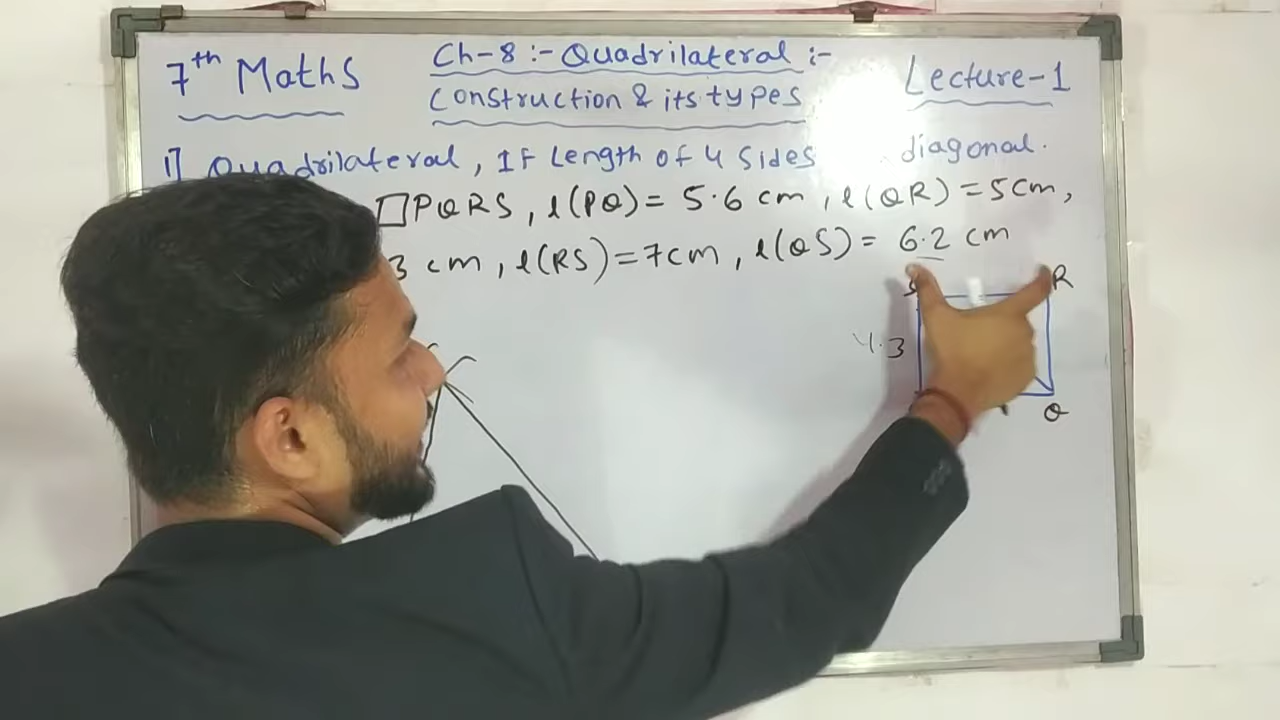 7th Maths
Ch-8 :- Quadrilateral :-
Construction & its types
Lecture-1
1] Quadrilateral, If Length of 4 Sides diagonal.
□PQRS, l(PQ) = 5.6 cm, l(QR) = 5cm,
3 cm, l(RS) = 7cm, l(QS) = 6.2 cm
S R
4.3
Q